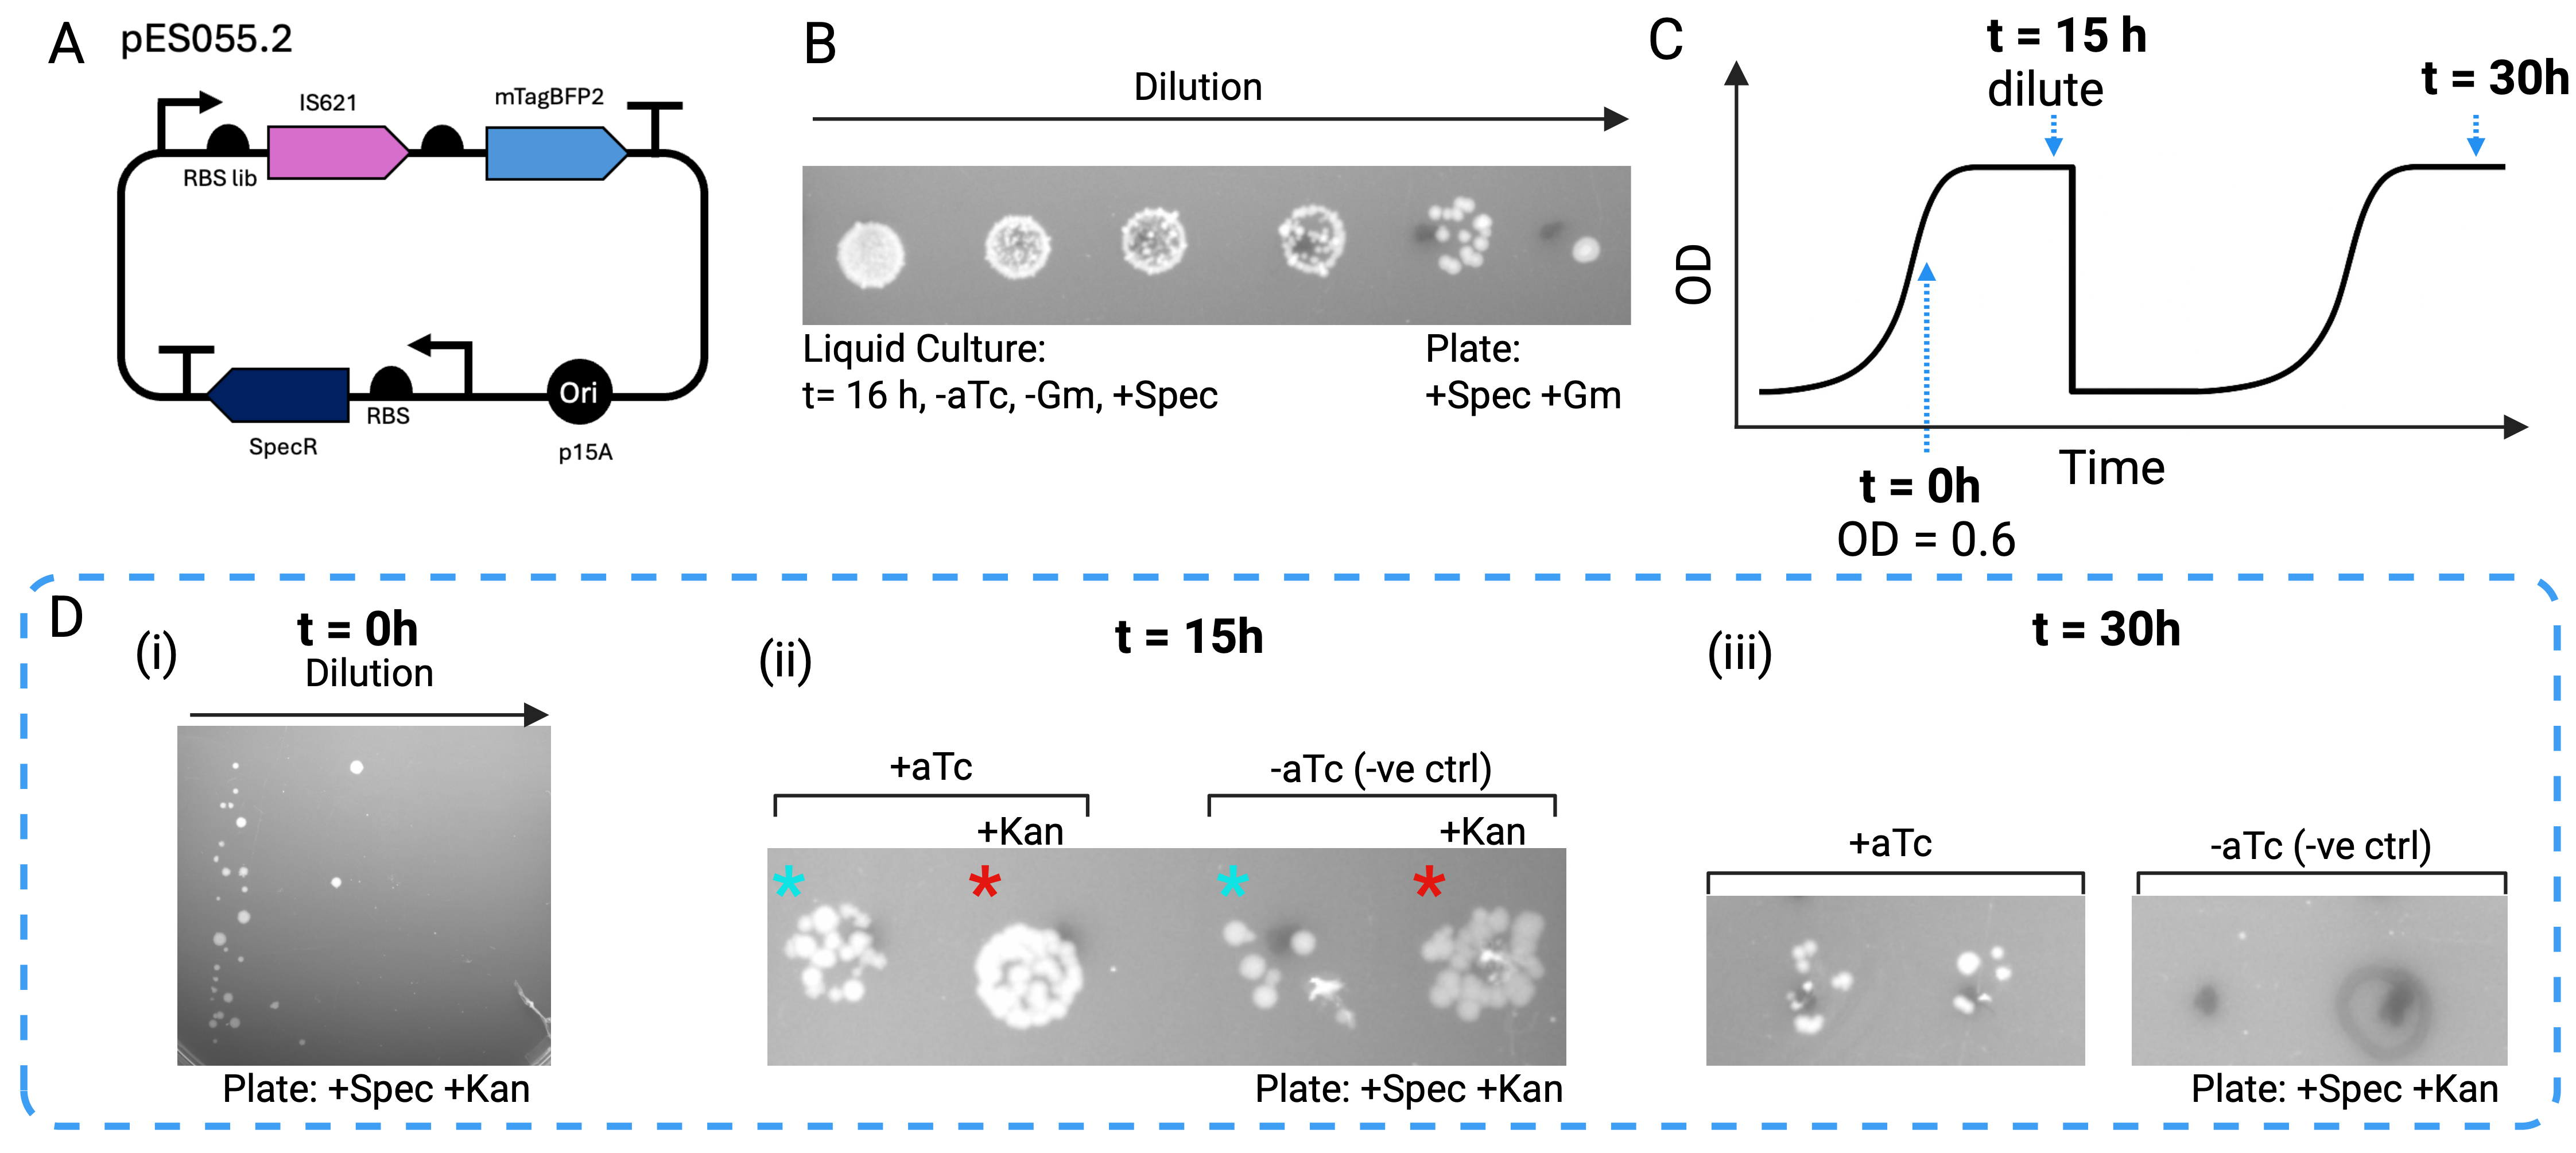 A
pES055.2
IS621
mTagBFP2
RBS lib
SpecR
RBS
Ori
p15A
B
Dilution
Liquid Culture:
t= 16 h, -aTc, -Gm, +Spec
Plate:
+Spec +Gm
C
t = 15 h
dilute
t = 30h
OD
Time
t = 0h
OD = 0.6
D
(i)
t = 0h
Dilution
Plate: +Spec +Kan
(ii)
t = 15h
+aTc
+Kan
-aTc (-ve ctrl)
+Kan
* * * *
Plate: +Spec +Kan
(iii)
t = 30h
+aTc
-aTc (-ve ctrl)
Plate: +Spec +Kan